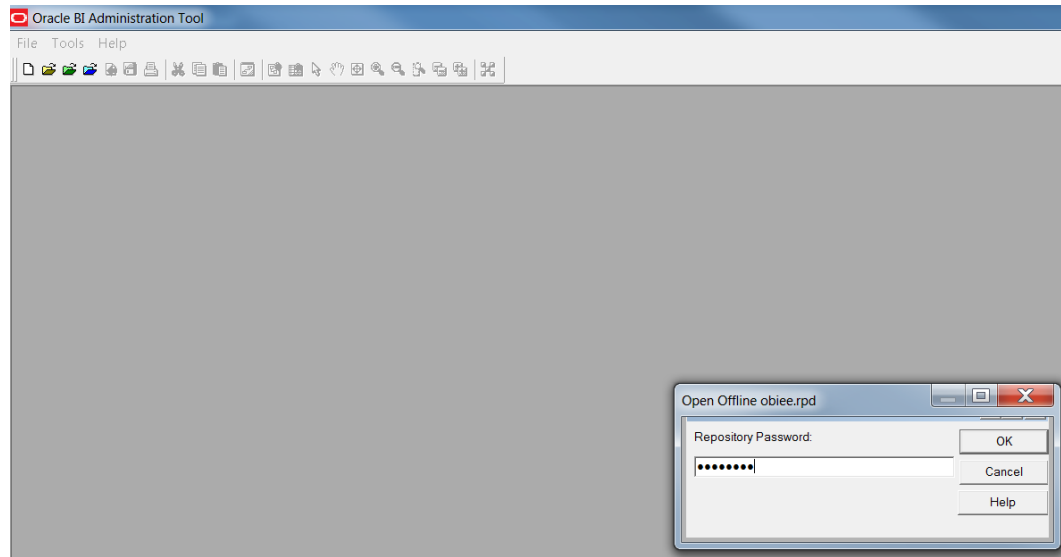 Oracle BI Administration Tool
File Tools Help
Open Offline obiee.rpd
Repository Password:
OK
••••••••
Cancel
Help